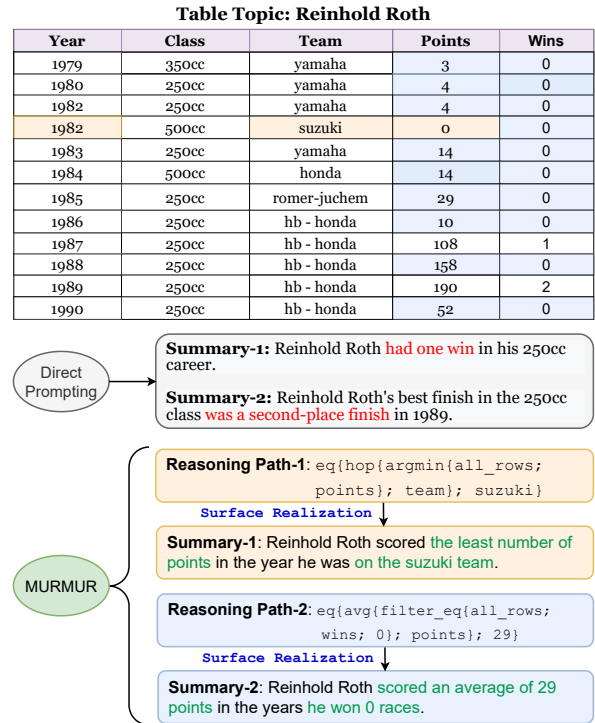 Table Topic: Reinhold Roth
Year Class Team Points Wins
1979 350cc yamaha 3 0
1980 250cc yamaha 4 0
1982 250cc yamaha 4 0
1982 500cc suzuki 0 0
1983 250cc yamaha 14 0
1984 500cc honda 14 0
1985 250cc romer-juchem 29 0
1986 250cc hb - honda 10 0
1987 250cc hb - honda 108 1
1988 250cc hb - honda 158 0
1989 250cc hb - honda 190 2
1990 250cc hb - honda 52 0
Direct
Prompting
Summary-1: Reinhold Roth had one win in his 250cc
career.
Summary-2: Reinhold Roth's best finish in the 250cc
class was a second-place finish in 1989.
MURMUR
Reasoning Path-1: eq{hop{argmin{all_rows;
points}; team}; suzuki}
Surface Realization
Summary-1: Reinhold Roth scored the least number of
points in the year he was on the suzuki team.
Reasoning Path-2: eq{avg{filter_eq{all_rows;
wins; 0}; points}; 29}
Surface Realization
Summary-2: Reinhold Roth scored an average of 29
points in the years he won 0 races.